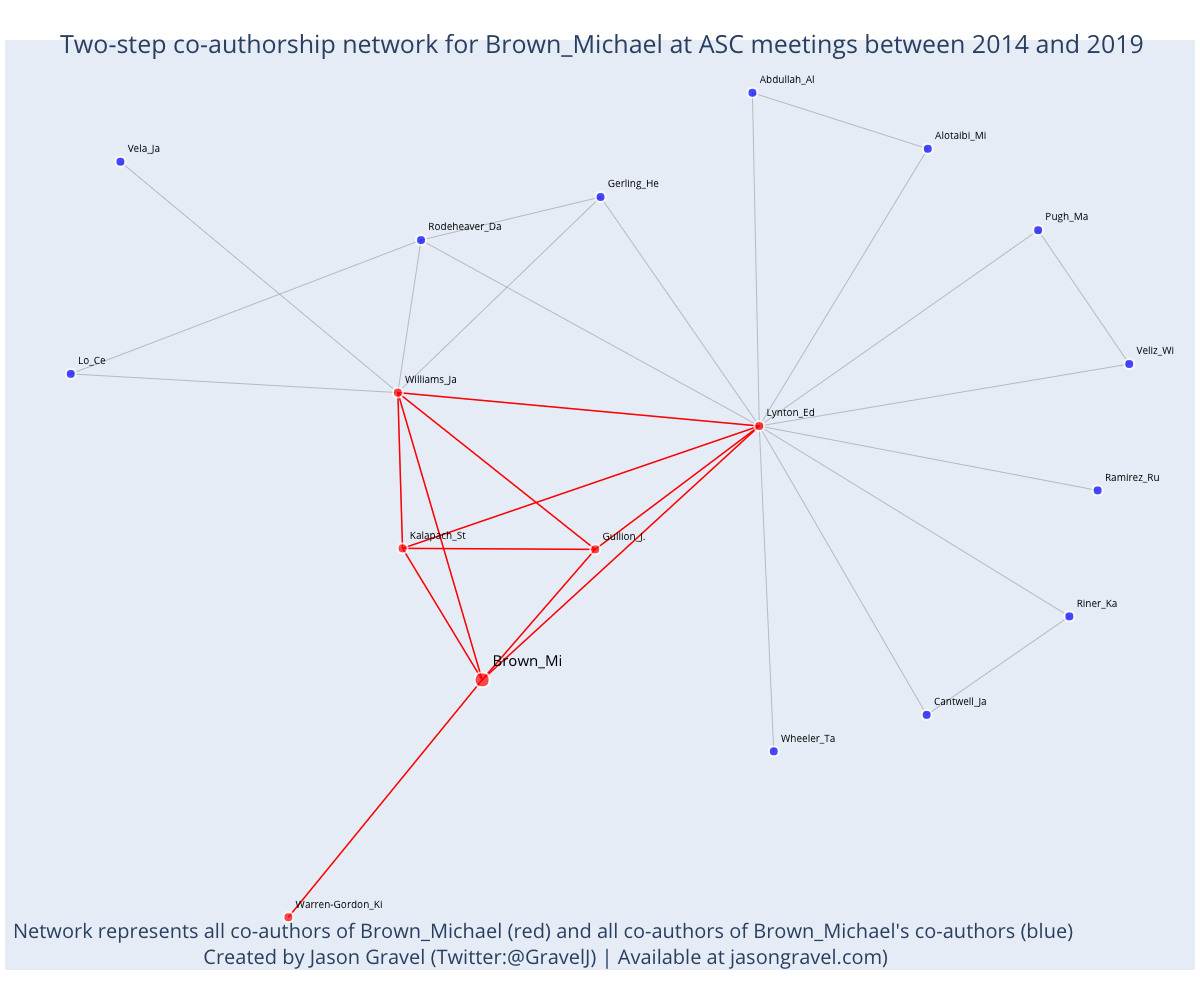 Two-step co-authorship network for Brown_Michael at ASC meetings between 2014 and 2019
Abdullah_Al
Alotaibi_Mi
Vela_Ja
Gerling_He
Pugh_Ma
Rodeheaver_Da
Veliz_Wi
Lo_Ce
Williams_Ja
Lynton_Ed
Ramirez_Ru
Kalapach_St
Gullion_J.
Riner_Ka
Brown_Mi
Cantwell_Ja
Wheeler_Ta
Warren-Gordon_Ki
Network represents all co-authors of Brown_Michael (red) and all co-authors of Brown_Michael's co-authors (blue)
Created by Jason Gravel (Twitter:@GravelJ) | Available at jasongravel.com)